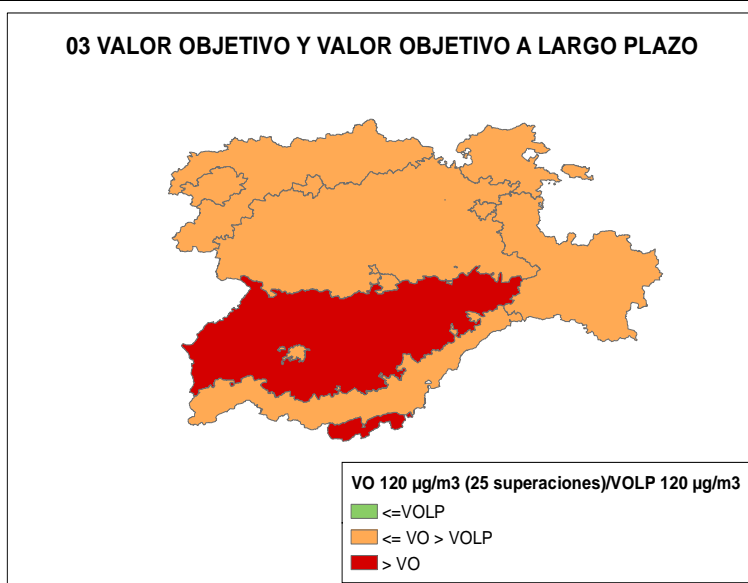 03 VALOR OBJETIVO Y VALOR OBJETIVO A LARGO PLAZO
VO 120 µg/m3 (25 superaciones)/VOLP 120 µg/m3
<=VOLP
<= VO > VOLP
> VO